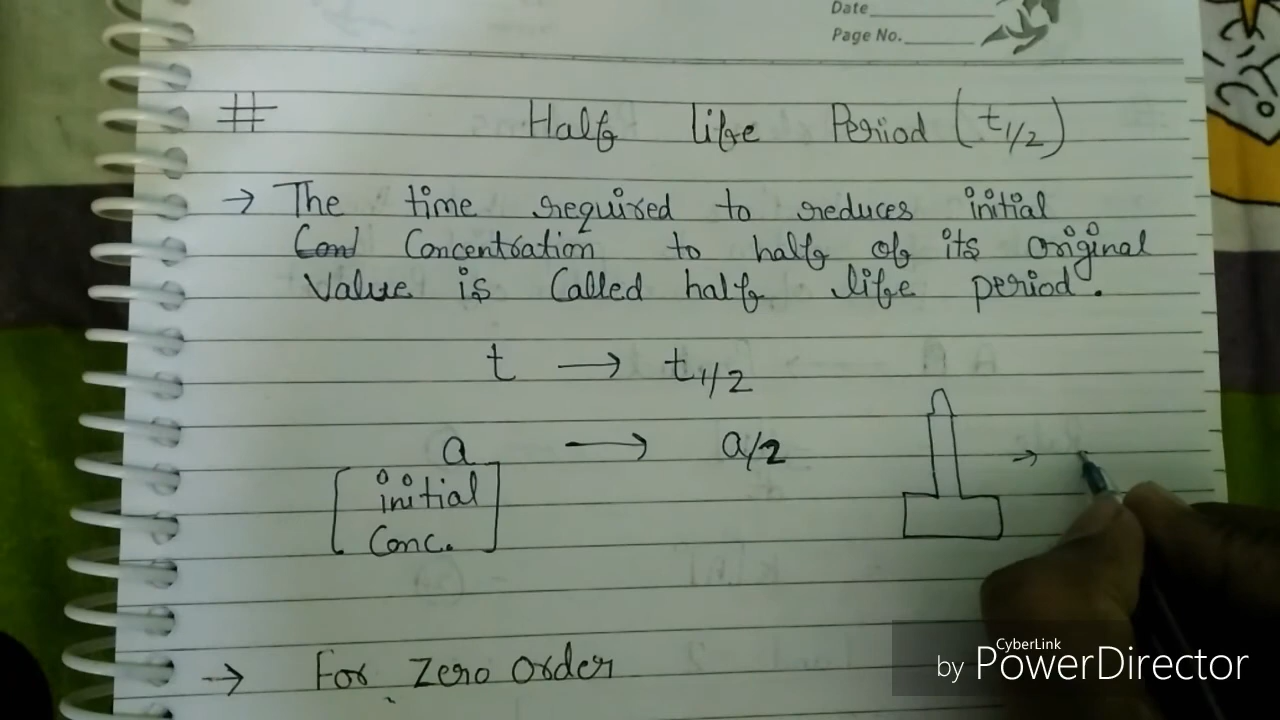 Date
Page No.
# Half life Period (t1/2)
→ The time required to reduces initial
Con Concentration to half of its original
Value is Called half life period.
t → t1/2
a → a/2
[initial
Conc.]
→
→ For Zero Order
CyberLink
by PowerDirector